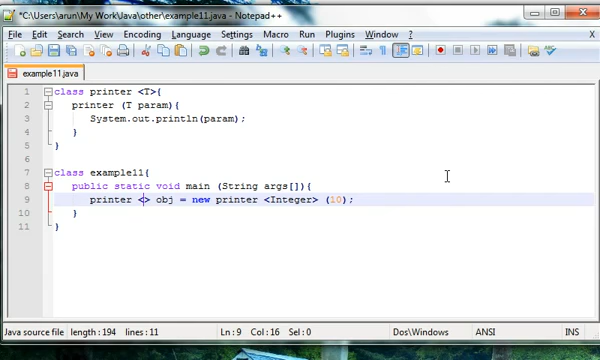 *C:\Users\arun\My Work\Java\other\example11.java - Notepad++
File Edit Search View Encoding Language Settings Macro Run Plugins Window ? X
example11.java
1 class printer <T>{
2 printer (T param){
3 System.out.println(param);
4 }
5 }
6
7 class example11{
8 public static void main (String args[]){
9 printer <> obj = new printer <Integer> (10);
10 }
11 }
Java source file length : 194 lines : 11 Ln : 9 Col : 16 Sel : 0 Dos\Windows ANSI INS